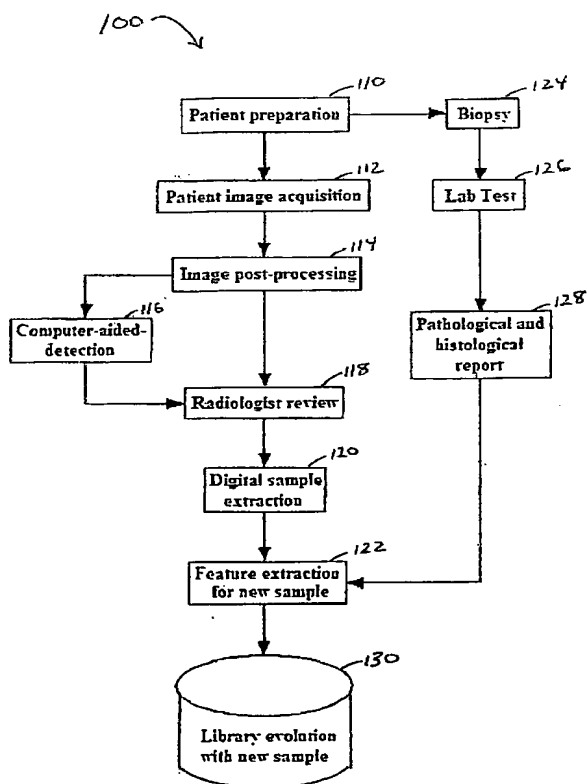 100
110
Patient preparation
124
Biopsy
112
Patient image acquisition
126
Lab Test
114
Image post-processing
116
Computer-aided-
detection
128
Pathological and
histological
report
118
Radiologist review
120
Digital sample
extraction
122
Feature extraction
for new sample
130
Library evolution
with new sample